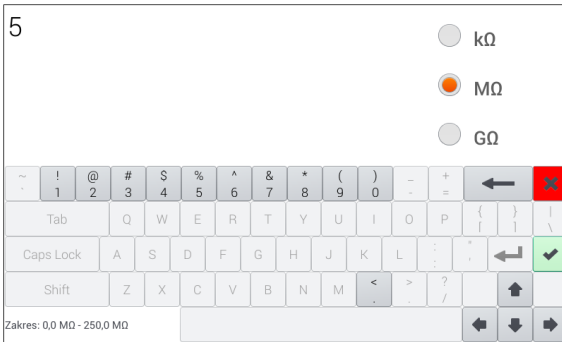 5
kΩ
MΩ
GΩ
~ ! @ # $ % ^ & * ( ) _ +
` 1 2 3 4 5 6 7 8 9 0 - =
Tab Q W E R T Y U I O P { } |
[ ] \
Caps Lock A S D F G H J K L : "
; '
Shift Z X C V B N M < > ?
, . /
Zakres: 0,0 MΩ - 250,0 MΩ